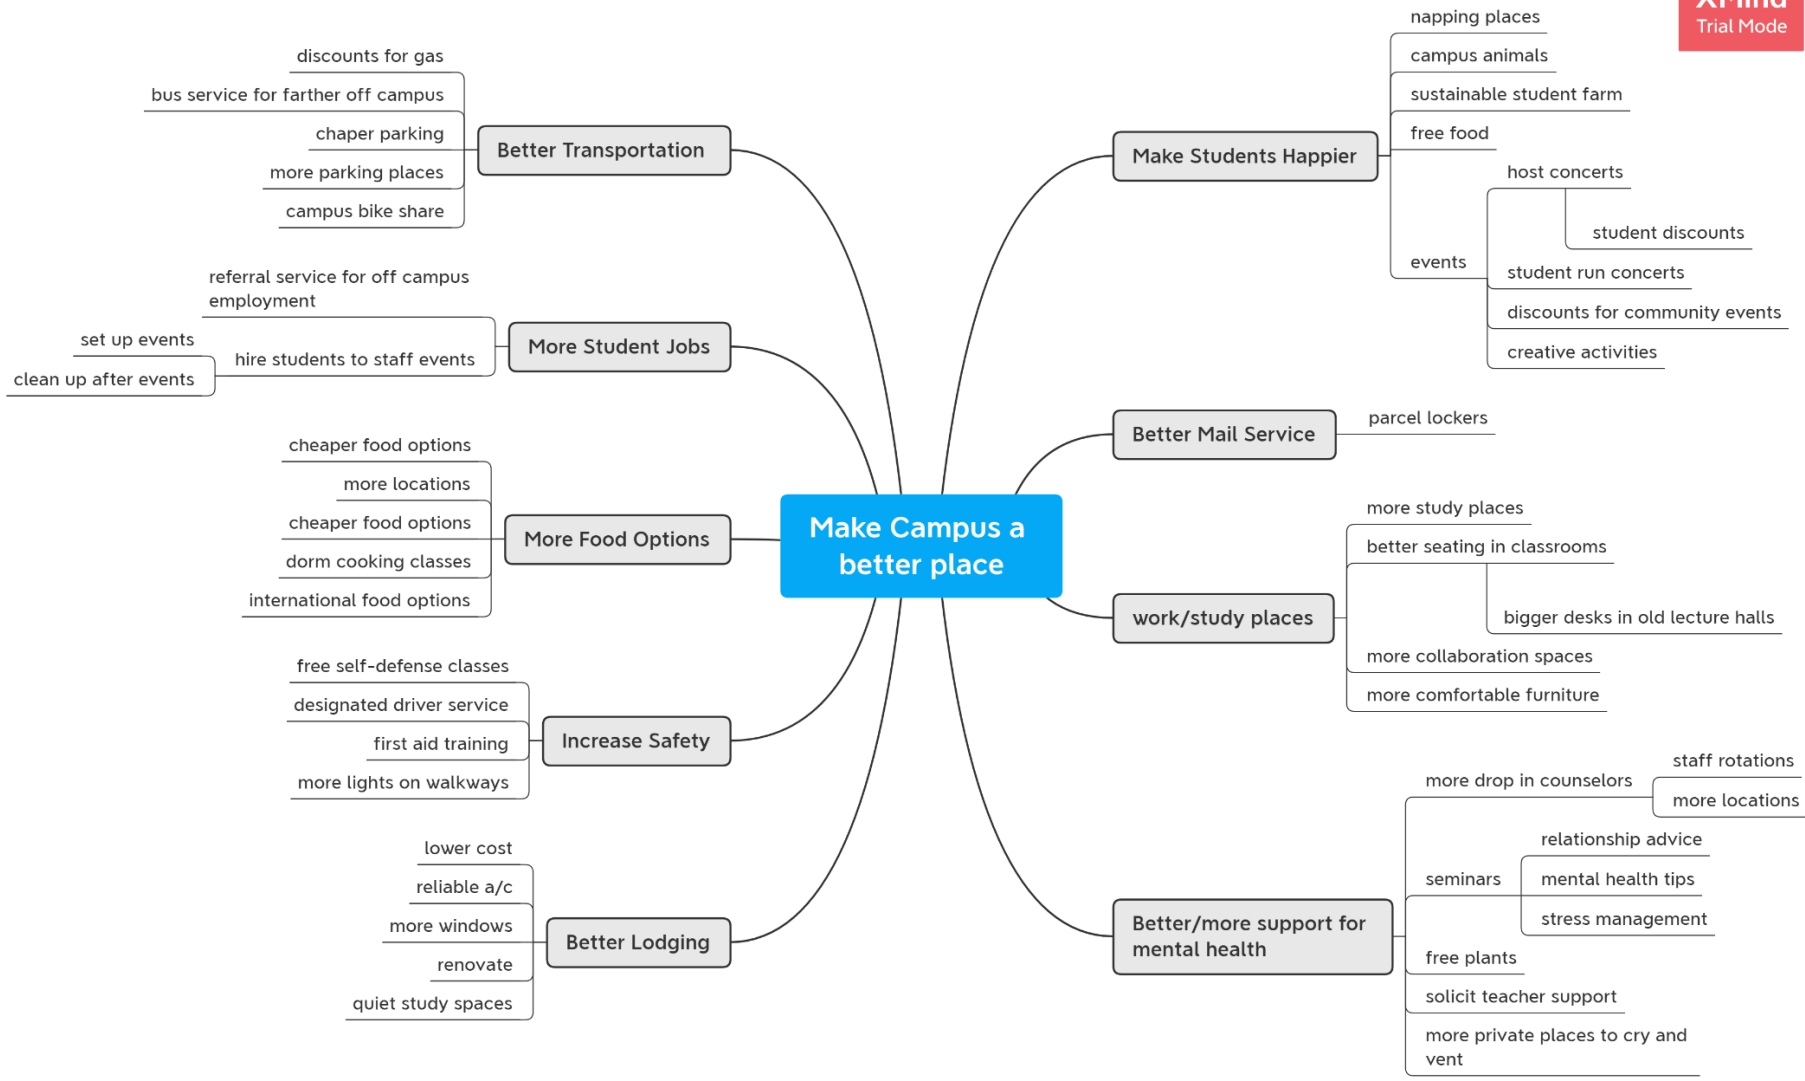 XMind
Trial Mode
discounts for gas
bus service for farther off campus
chaper parking
more parking places
campus bike share
Better Transportation
referral service for off campus
employment
set up events
clean up after events
hire students to staff events
More Student Jobs
cheaper food options
more locations
cheaper food options
dorm cooking classes
international food options
More Food Options
free self-defense classes
designated driver service
first aid training
more lights on walkways
Increase Safety
lower cost
reliable a/c
more windows
renovate
quiet study spaces
Better Lodging
Make Campus a
better place
Make Students Happier
napping places
campus animals
sustainable student farm
free food
events
host concerts
student discounts
student run concerts
discounts for community events
creative activities
Better Mail Service
parcel lockers
work/study places
more study places
better seating in classrooms
bigger desks in old lecture halls
more collaboration spaces
more comfortable furniture
Better/more support for
mental health
more drop in counselors
staff rotations
more locations
seminars
relationship advice
mental health tips
stress management
free plants
solicit teacher support
more private places to cry and
vent